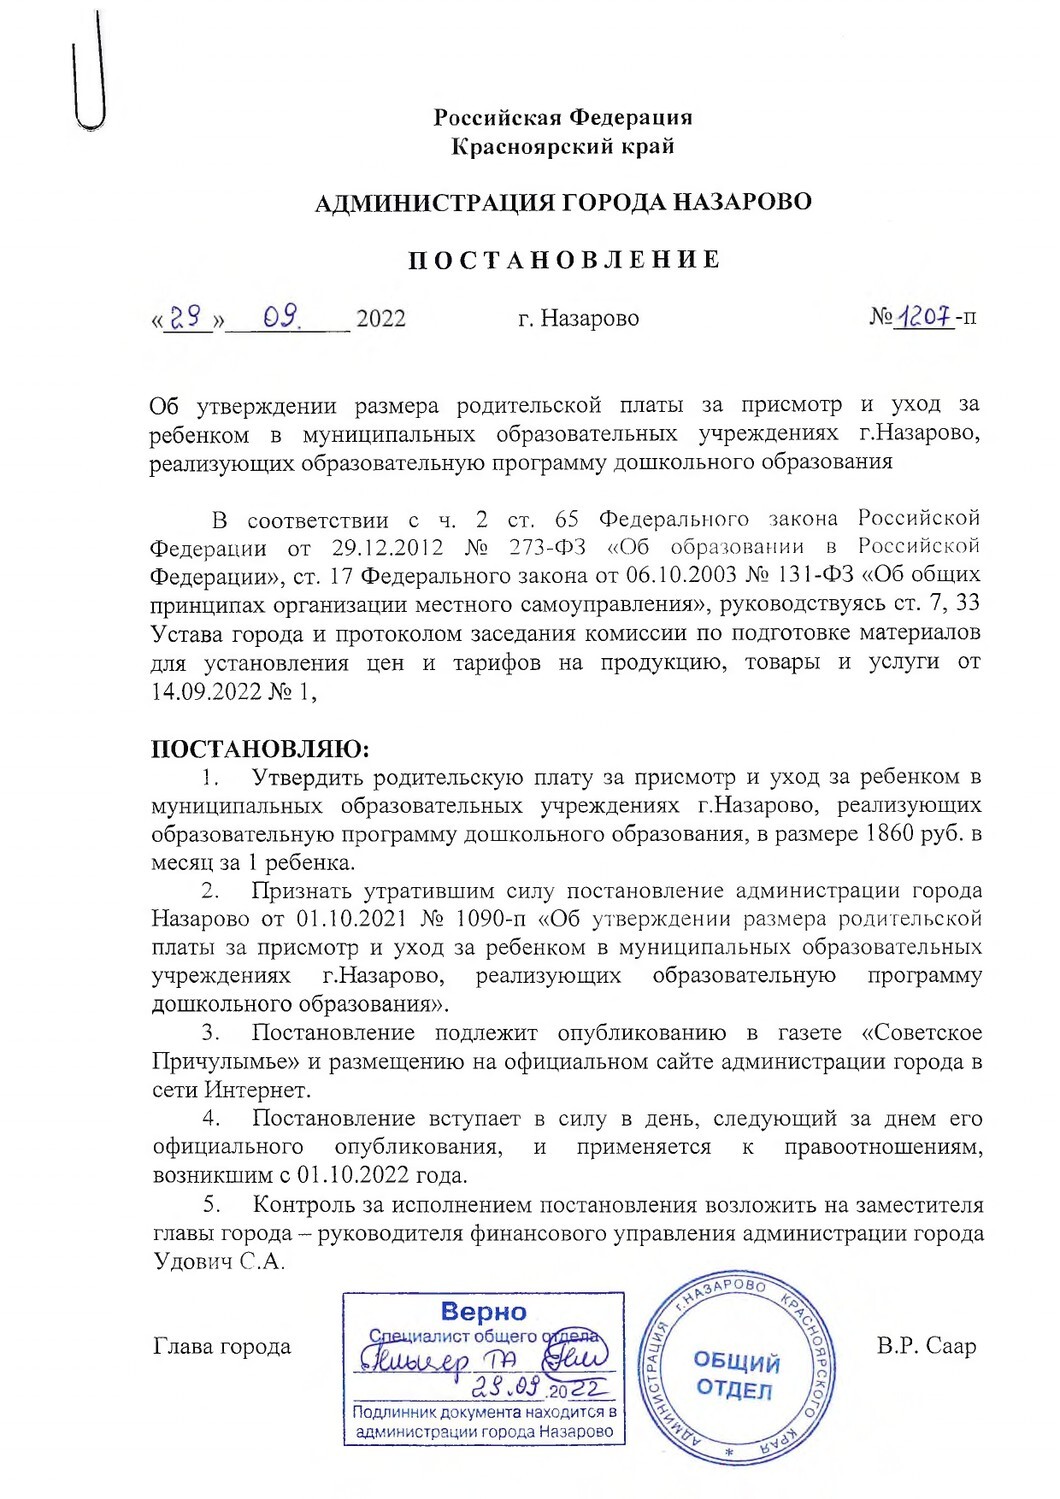 Российская Федерация
Красноярский край
АДМИНИСТРАЦИЯ ГОРОДА НАЗАРОВО
П О С Т А Н О В Л Е Н И Е
«29» 09. 2022 г. Назарово №1207-п
Об утверждении размера родительской платы за присмотр и уход за
ребенком в муниципальных образовательных учреждениях г.Назарово,
реализующих образовательную программу дошкольного образования
В соответствии с ч. 2 ст. 65 Федерального закона Российской
Федерации от 29.12.2012 № 273-ФЗ «Об образовании в Российской
Федерации», ст. 17 Федерального закона от 06.10.2003 № 131-ФЗ «Об общих
принципах организации местного самоуправления», руководствуясь ст. 7, 33
Устава города и протоколом заседания комиссии по подготовке материалов
для установления цен и тарифов на продукцию, товары и услуги от
14.09.2022 № 1,
ПОСТАНОВЛЯЮ:
1. Утвердить родительскую плату за присмотр и уход за ребенком в
муниципальных образовательных учреждениях г.Назарово, реализующих
образовательную программу дошкольного образования, в размере 1860 руб. в
месяц за 1 ребенка.
2. Признать утратившим силу постановление администрации города
Назарово от 01.10.2021 № 1090-п «Об утверждении размера родительской
платы за присмотр и уход за ребенком в муниципальных образовательных
учреждениях г.Назарово, реализующих образовательную программу
дошкольного образования».
3. Постановление подлежит опубликованию в газете «Советское
Причулымье» и размещению на официальном сайте администрации города в
сети Интернет.
4. Постановление вступает в силу в день, следующий за днем его
официального опубликования, и применяется к правоотношениям,
возникшим с 01.10.2022 года.
5. Контроль за исполнением постановления возложить на заместителя
главы города – руководителя финансового управления администрации города
Удович С.А.
Глава города В.Р. Саар
Верно
Специалист общего отдела
ТА
29.09.2022
Подлинник документа находится в
администрации города Назарово
АДМИНИСТРАЦИЯ г.НАЗАРОВО КРАСНОЯРСКОГО КРАЯ *
ОБЩИЙ
ОТДЕЛ